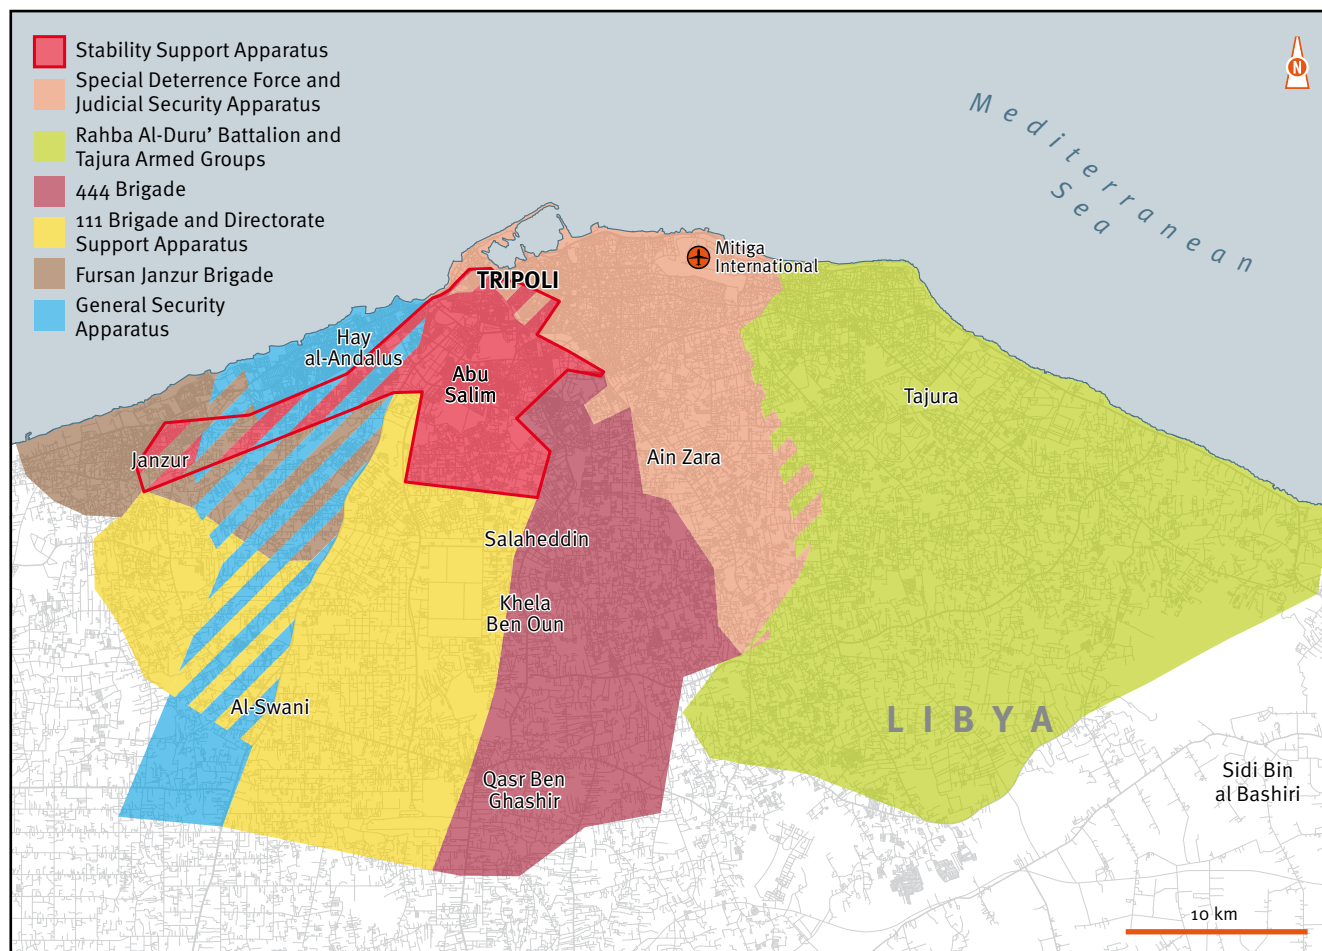 Stability Support Apparatus
Special Deterrence Force and
Judicial Security Apparatus
Rahba Al-Duru’ Battalion and
Tajura Armed Groups
444 Brigade
111 Brigade and Directorate
Support Apparatus
Fursan Janzur Brigade
General Security
Apparatus
N
Mediterranean
Sea
Mitiga
International
TRIPOLI
Hay
al-Andalus
Abu
Salim
Tajura
Janzur
Ain Zara
Salaheddin
Khela
Ben Oun
Al-Swani
LIBYA
Qasr Ben
Ghashir
Sidi Bin
al Bashiri
10 km